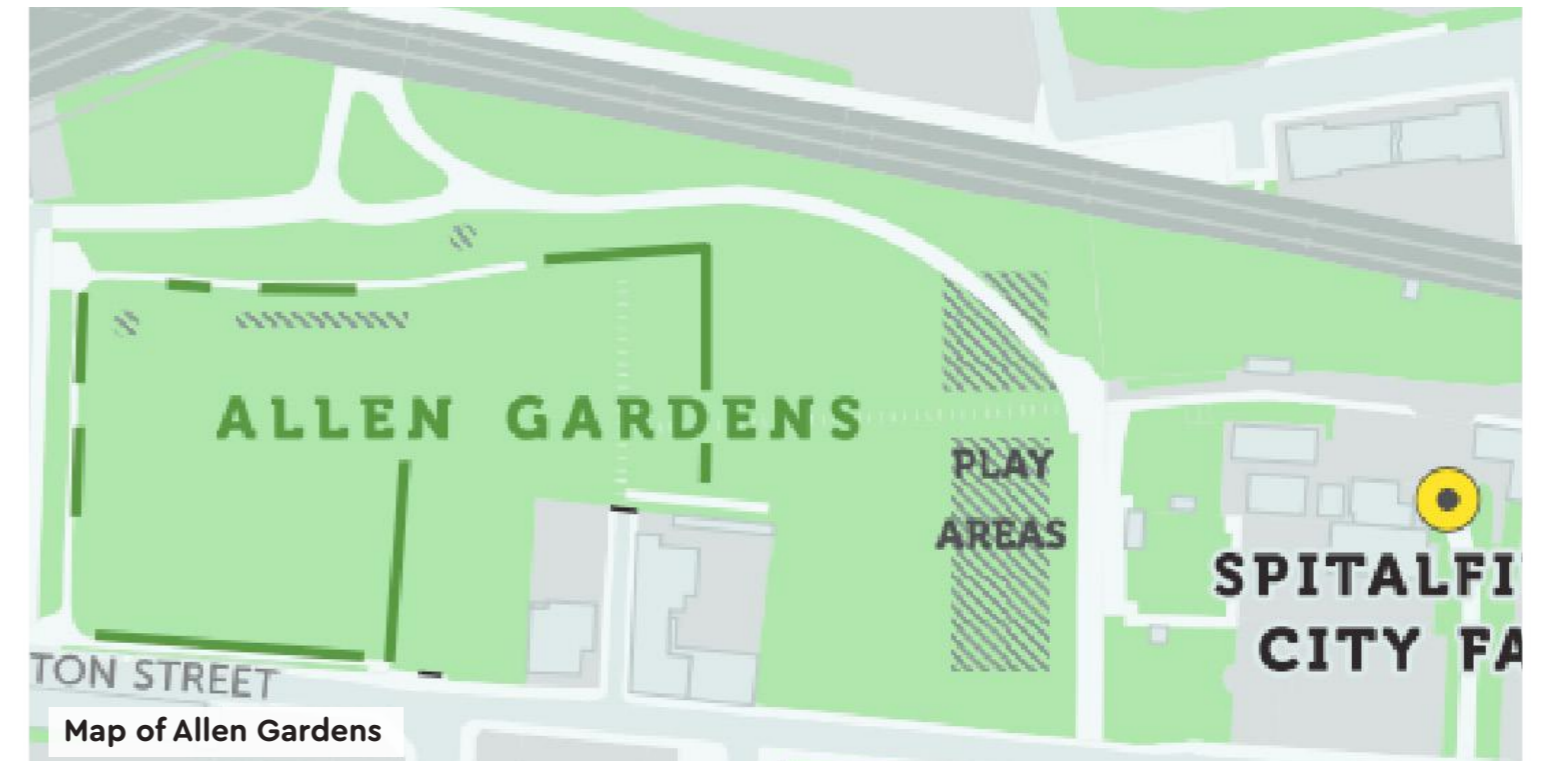 ALLEN GARDENS
PLAY
AREAS
SPITALFI
CITY FA
TON STREET
Map of Allen Gardens